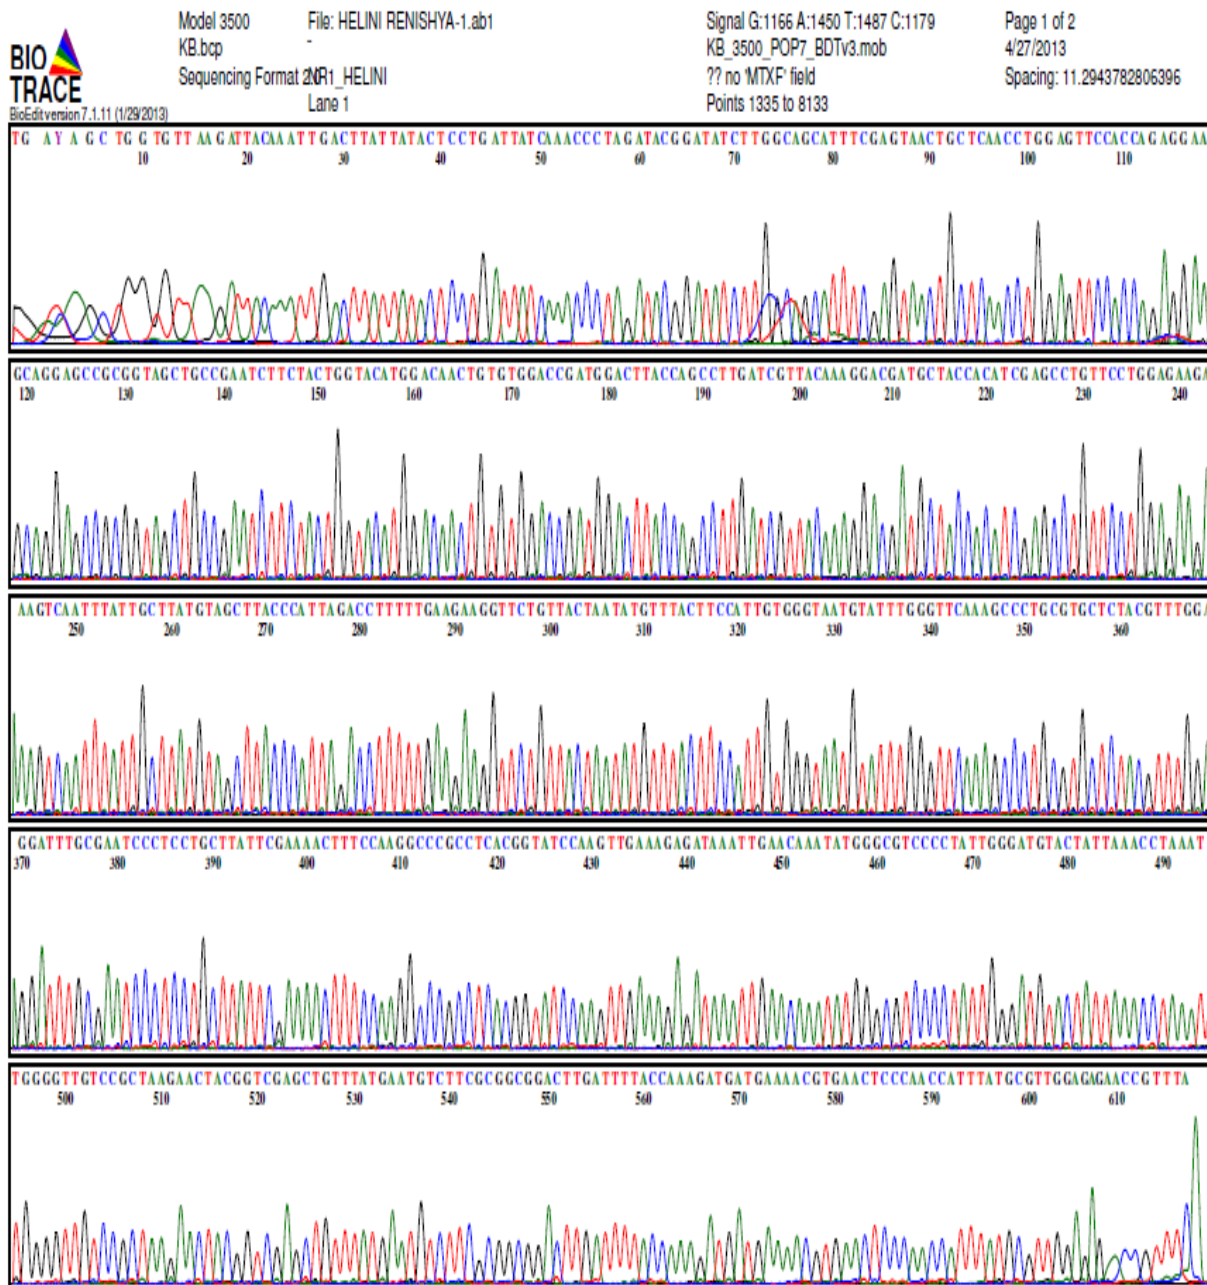 BIO
TRACE
BioEdit version 7.1.11 (1/29/2013)
Model 3500
KB.bcp
Sequencing Format
File: HELINI RENISHYA-1.ab1
-
NR1_HELINI
Lane 1
Signal G:1166 A:1450 T:1487 C:1179
KB_3500_POP7_BDTv3.mob
?? no 'MTXF' field
Points 1335 to 8133
Page 1 of 2
4/27/2013
Spacing: 11.2943782806396
TG AY A G C TGGTGTTAAGATTACAAATTGACTTATTATACTCCTGATTATCAAACCCTAGATACGGATATCTTGGCAGCATTTCGAGTAACTGCTCAACCTGGAGTTCCACCAGAGGAA
10 20 30 40 50 60 70 80 90 100 110
GCAGGAGCCGCGGTAGCTGCCGAATCTTCTACTGGTACATGGACAACTGTGTGGACCGATGGACTTACCAGCCTTGATCGTTACAAAGGACGATGCTACCACATCGAGCCTGTTCCTGGAGAAGA
120 130 140 150 160 170 180 190 200 210 220 230 240
AAGTCAATTTATTGCTTATGTAGCTTACCCATTAGACCTTTTTGAAGAAGGTTCTGTTACTAATATGTTTACTTCCATTGTGGGTAATGTATTTGGGTTCAAAGCCCTGCGTGCTCTACGTTTGGA
250 260 270 280 290 300 310 320 330 340 350 360
GGATTTGCGAATCCCTCCTGCTTATTCGAAAACTTTCCAAGGCCCGCCTCACGGTATCCAAGTTGAAAGAGATAAATTGAACAAATATGGGCGTCCCCTATTGGGATGTACTATTAAACCTAAAT
370 380 390 400 410 420 430 440 450 460 470 480 490
TGGGGTTGTCCGCTAAGAACTACGGTCGAGCTGTTTATGAATGTCTTCGCGGCGGACTTGATTTTACCAAAGATGATGAAAACGTGAACTCCCAACCATTTATGCGTTGGAGAGAACCGTTTA
500 510 520 530 540 550 560 570 580 590 600 610